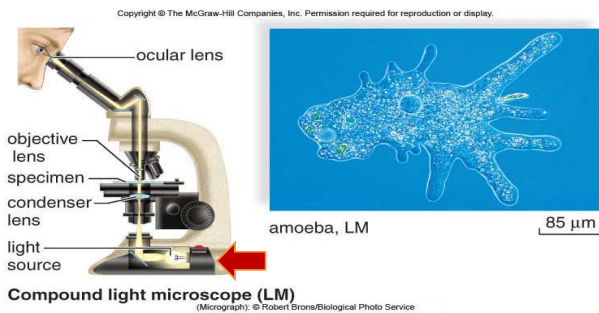 Copyright © The McGraw-Hill Companies, Inc. Permission required for reproduction or display.
ocular lens
objective
lens
specimen
condenser
lens
light
source
amoeba, LM
85 μm
Compound light microscope (LM)
(Micrograph): © Robert Brons/Biological Photo Service